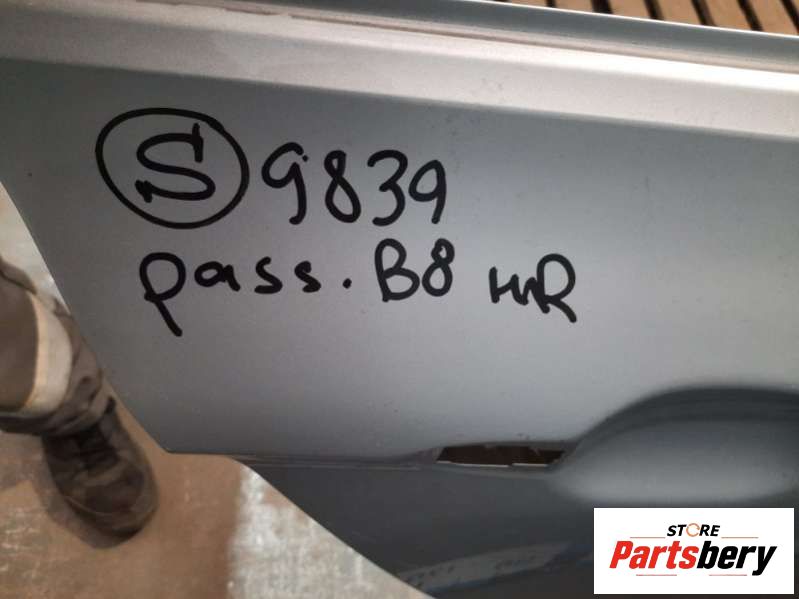 S 9839
pass. B8 HR
STORE
Partsbery